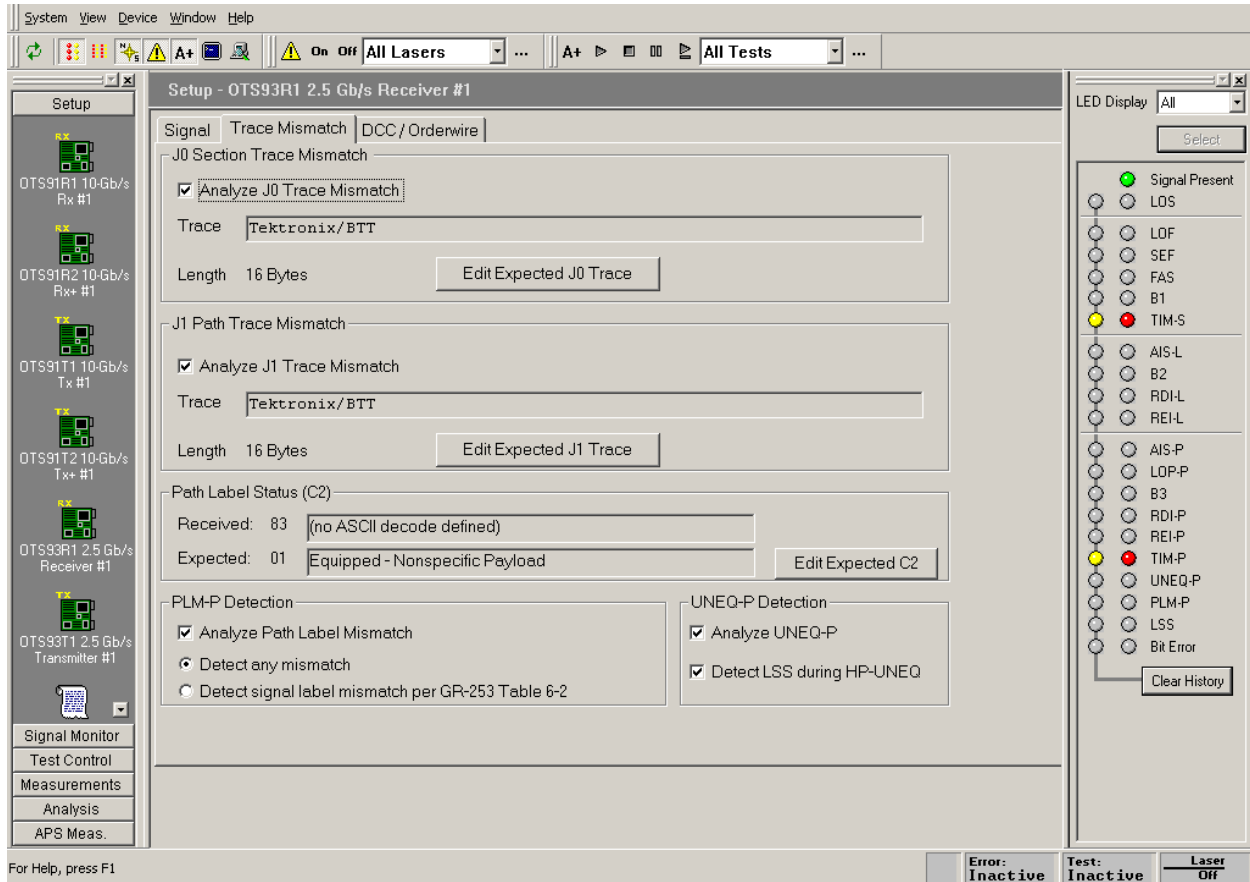 System View Device Window Help
A+ On Off All Lasers ... A+ All Tests ...
Setup
RX
OTS91R1 10-Gb/s
Rx #1
RX
OTS91R2 10-Gb/s
Rx+ #1
TX
OTS91T1 10-Gb/s
Tx #1
TX
OTS91T2 10-Gb/s
Tx+ #1
RX
OTS93R1 2.5 Gb/s
Receiver #1
TX
OTS93T1 2.5 Gb/s
Transmitter #1
Signal Monitor
Test Control
Measurements
Analysis
APS Meas.
Setup - OTS93R1 2.5 Gb/s Receiver #1
Signal Trace Mismatch DCC / Orderwire
J0 Section Trace Mismatch
Analyze J0 Trace Mismatch
Trace Tektronix/BTT
Length 16 Bytes Edit Expected J0 Trace
J1 Path Trace Mismatch
Analyze J1 Trace Mismatch
Trace Tektronix/BTT
Length 16 Bytes Edit Expected J1 Trace
Path Label Status (C2)
Received: 83 (no ASCII decode defined)
Expected: 01 Equipped - Nonspecific Payload Edit Expected C2
PLM-P Detection
Analyze Path Label Mismatch
Detect any mismatch
Detect signal label mismatch per GR-253 Table 6-2
UNEQ-P Detection
Analyze UNEQ-P
Detect LSS during HP-UNEQ
LED Display All
Select
Signal Present
LOS
LOF
SEF
FAS
B1
TIM-S
AIS-L
B2
RDI-L
REI-L
AIS-P
LOP-P
B3
RDI-P
REI-P
TIM-P
UNEQ-P
PLM-P
LSS
Bit Error
Clear History
For Help, press F1
Error:
Inactive
Test:
Inactive
Laser
Off